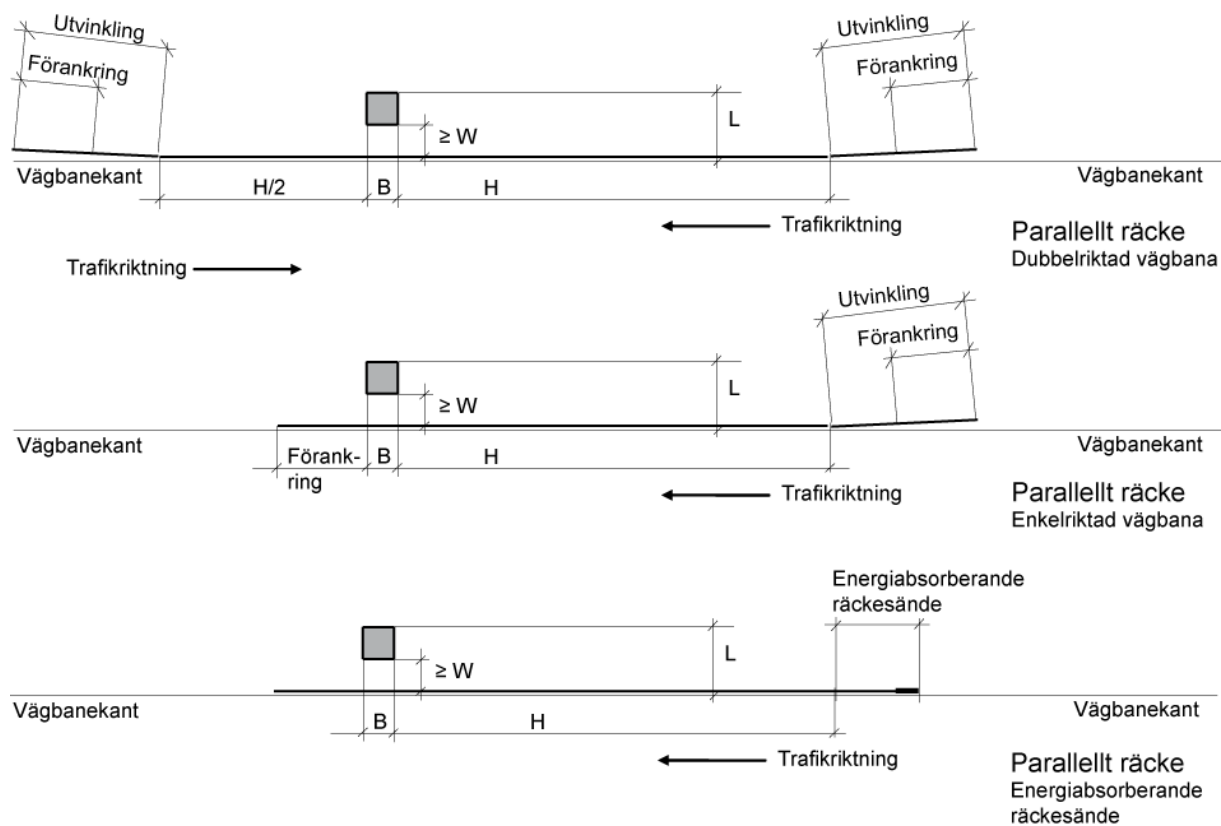 Utvinkling
Förankring
≥ W
L
Utvinkling
Förankring
Vägbanekant
H/2
B
H
Vägbanekant
Trafikriktning
Trafikriktning
Parallellt räcke
Dubbelriktad vägbana
Utvinkling
Förankring
≥ W
L
Vägbanekant
Förank-
ring
B
H
Vägbanekant
Trafikriktning
Parallellt räcke
Enkelriktad vägbana
Energiabsorberande
räckesände
≥ W
L
Vägbanekant
B
H
Vägbanekant
Trafikriktning
Parallellt räcke
Energiabsorberande
räckesände